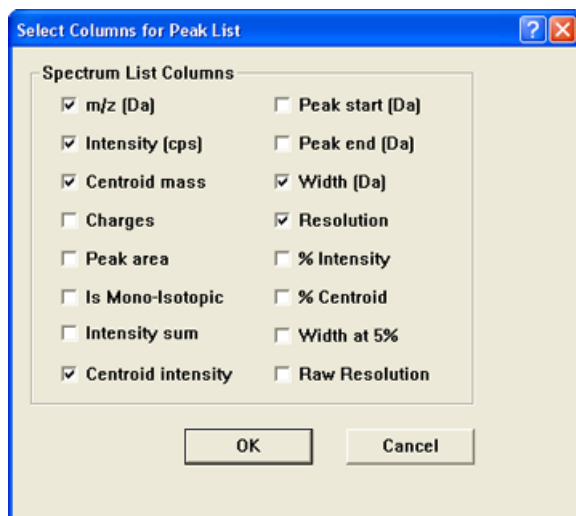 Select Columns for Peak List
Spectrum List Columns
m/z (Da)
Peak start (Da)
Intensity (cps)
Peak end (Da)
Centroid mass
Width (Da)
Charges
Resolution
Peak area
% Intensity
Is Mono-Isotopic
% Centroid
Intensity sum
Width at 5%
Centroid intensity
Raw Resolution
OK
Cancel